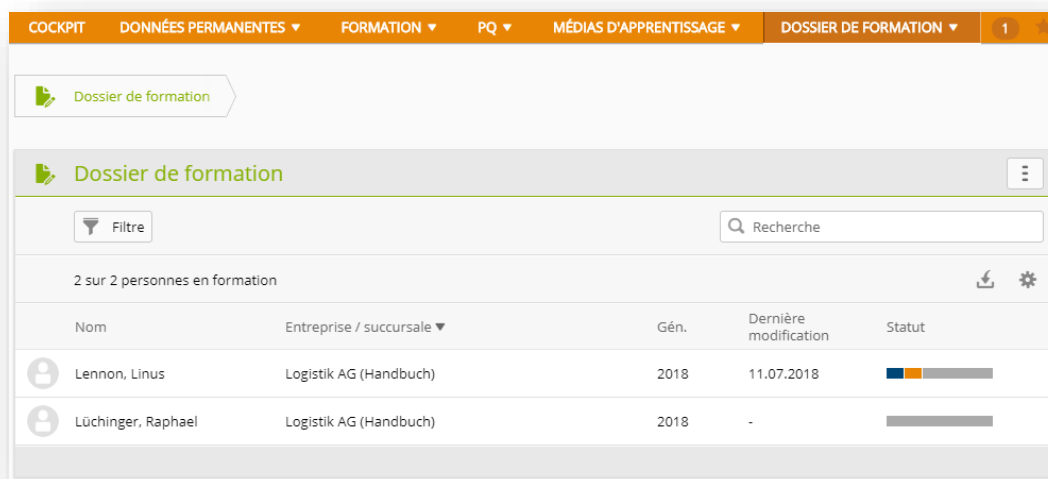 COCKPIT DONNÉES PERMANENTES ▼ FORMATION ▼ PQ ▼ MÉDIAS D'APPRENTISSAGE ▼ DOSSIER DE FORMATION ▼ 1
Dossier de formation
Dossier de formation
Filtre Recherche
2 sur 2 personnes en formation
Nom Entreprise / succursale ▼ Gén. Dernière modification Statut
Lennon, Linus Logistik AG (Handbuch) 2018 11.07.2018
Lüchinger, Raphael Logistik AG (Handbuch) 2018 -